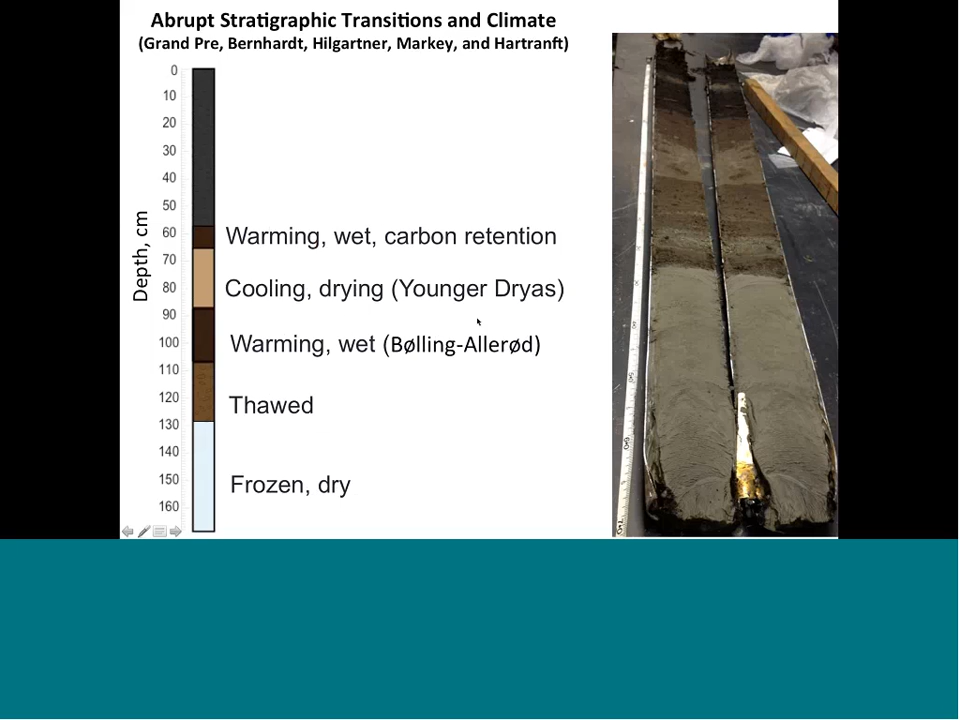 Abrupt Stratigraphic Transitions and Climate
(Grand Pre, Bernhardt, Hilgartner, Markey, and Hartranft)
Depth, cm
0
10
20
30
40
50
60
70
80
90
100
110
120
130
140
150
160
Warming, wet, carbon retention
Cooling, drying (Younger Dryas)
Warming, wet (Bølling-Allerød)
Thawed
Frozen, dry